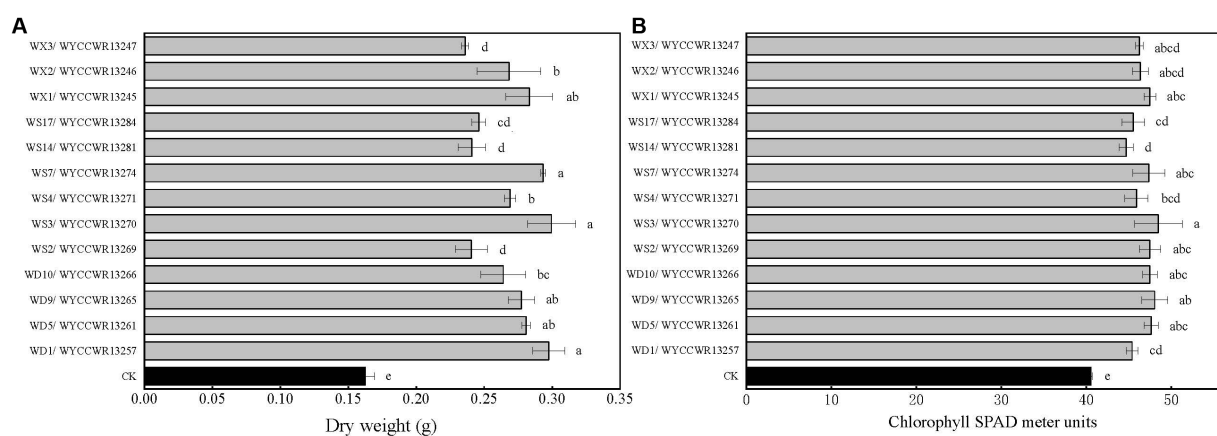 A
WX3/ WYCCWR13247
d
WX2/ WYCCWR13246
b
WX1/ WYCCWR13245
ab
WS17/ WYCCWR13284
cd
WS14/ WYCCWR13281
d
WS7/ WYCCWR13274
a
WS4/ WYCCWR13271
b
WS3/ WYCCWR13270
a
WS2/ WYCCWR13269
d
WD10/ WYCCWR13266
bc
WD9/ WYCCWR13265
ab
WD5/ WYCCWR13261
ab
WD1/ WYCCWR13257
a
CK
e
0.00 0.05 0.10 0.15 0.20 0.25 0.30 0.35
Dry weight (g)
B
WX3/ WYCCWR13247
abcd
WX2/ WYCCWR13246
abcd
WX1/ WYCCWR13245
abc
WS17/ WYCCWR13284
cd
WS14/ WYCCWR13281
d
WS7/ WYCCWR13274
abc
WS4/ WYCCWR13271
bcd
WS3/ WYCCWR13270
a
WS2/ WYCCWR13269
abc
WD10/ WYCCWR13266
abc
WD9/ WYCCWR13265
ab
WD5/ WYCCWR13261
abc
WD1/ WYCCWR13257
cd
CK
e
0 10 20 30 40 50
Chlorophyll SPAD meter units